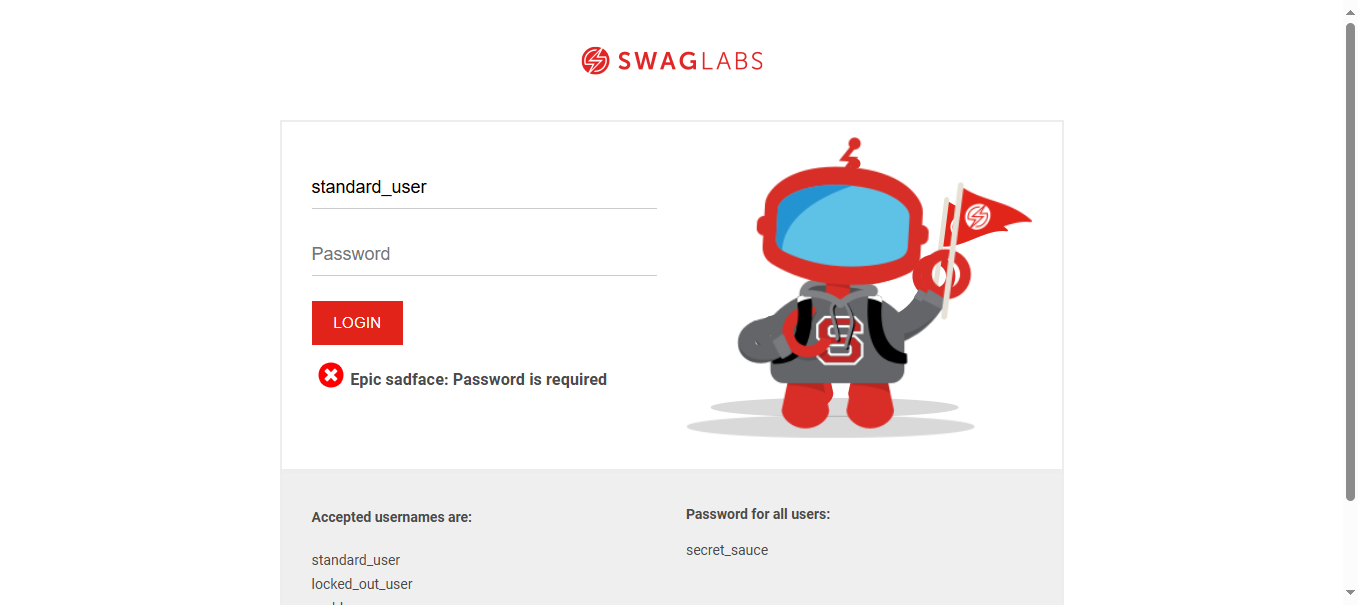 SWAGLABS
standard_user
Password
LOGIN
Epic sadface: Password is required
S
Accepted usernames are:
standard_user
locked_out_user
Password for all users:
secret_sauce